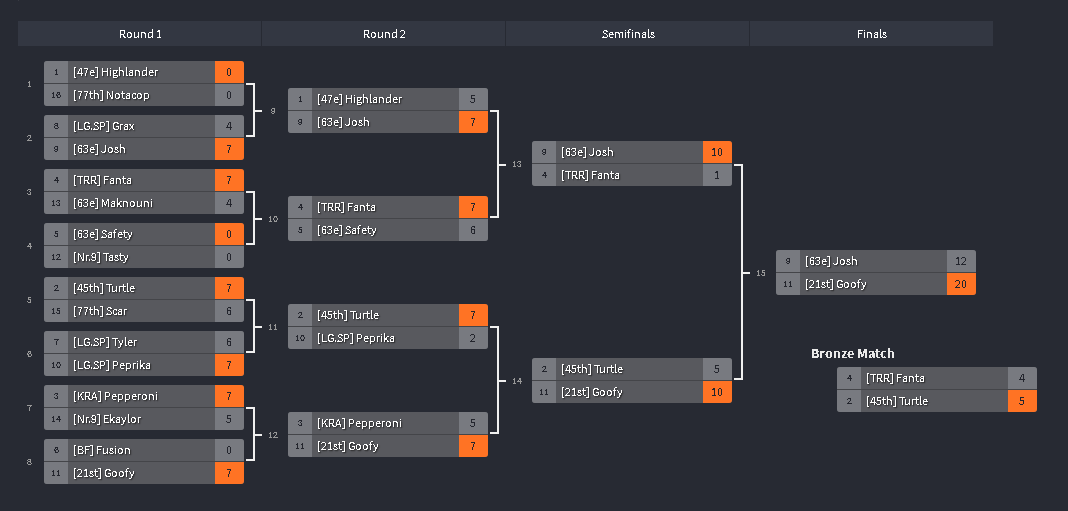 Round 1 Round 2 Semifinals Finals
1
1 [47e] Highlander 0
16 [77th] Notacop 0
2
8 [LG.SP] Grax 4
9 [63e] Josh 7
3
4 [TRR] Fanta 7
13 [63e] Maknouni 4
4
5 [63e] Safety 0
12 [Nr.9] Tasty 0
5
2 [45th] Turtle 7
15 [77th] Scar 6
6
7 [LG.SP] Tyler 6
10 [LG.SP] Peprika 7
7
3 [KRA] Pepperoni 7
14 [Nr.9] Ekaylor 5
8
6 [BF] Fusion 0
11 [21st] Goofy 7
9
1 [47e] Highlander 5
9 [63e] Josh 7
10
4 [TRR] Fanta 7
5 [63e] Safety 6
11
2 [45th] Turtle 7
10 [LG.SP] Peprika 2
12
3 [KRA] Pepperoni 5
11 [21st] Goofy 7
13
9 [63e] Josh 10
4 [TRR] Fanta 1
14
2 [45th] Turtle 5
11 [21st] Goofy 10
15
9 [63e] Josh 12
11 [21st] Goofy 20
Bronze Match
4 [TRR] Fanta 4
2 [45th] Turtle 5